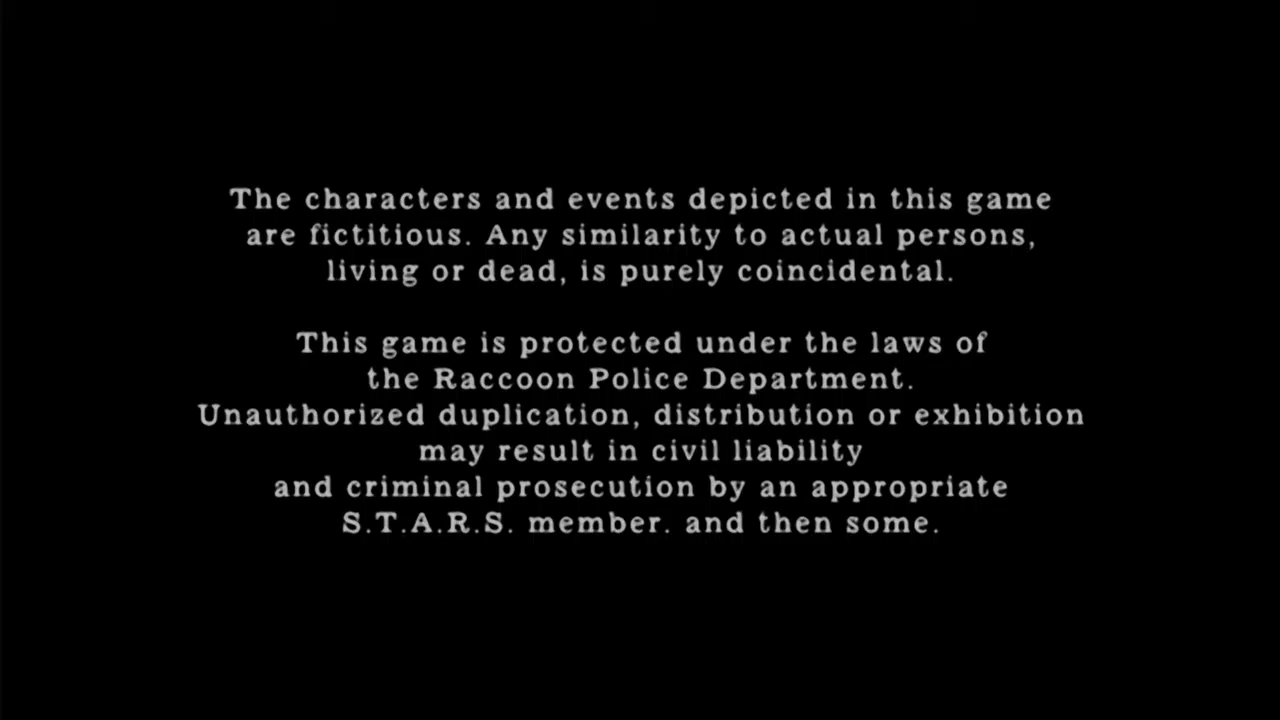 The characters and events depicted in this game
are fictitious. Any similarity to actual persons,
living or dead, is purely coincidental.
This game is protected under the laws of
the Raccoon Police Department.
Unauthorized duplication, distribution or exhibition
may result in civil liability
and criminal prosecution by an appropriate
S.T.A.R.S. member. and then some.